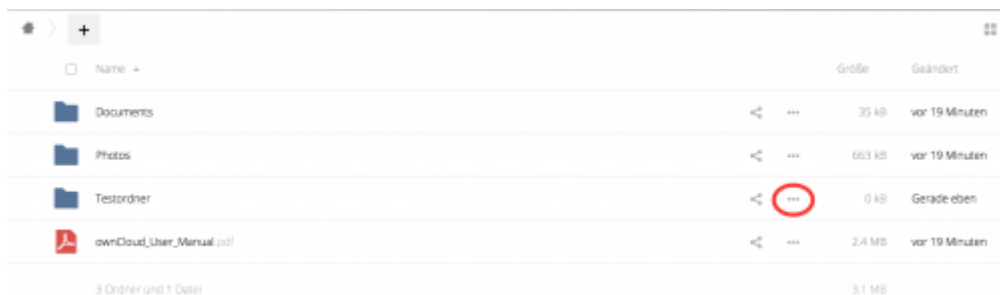 +
Name Größe Geändert
Documents 35 kB vor 19 Minuten
Photos 663 kB vor 19 Minuten
Testordner 0 kB Gerade eben
ownCloud_User_Manual.pdf 2.4 MB vor 19 Minuten
3 Ordner und 1 Datei 3.1 MB